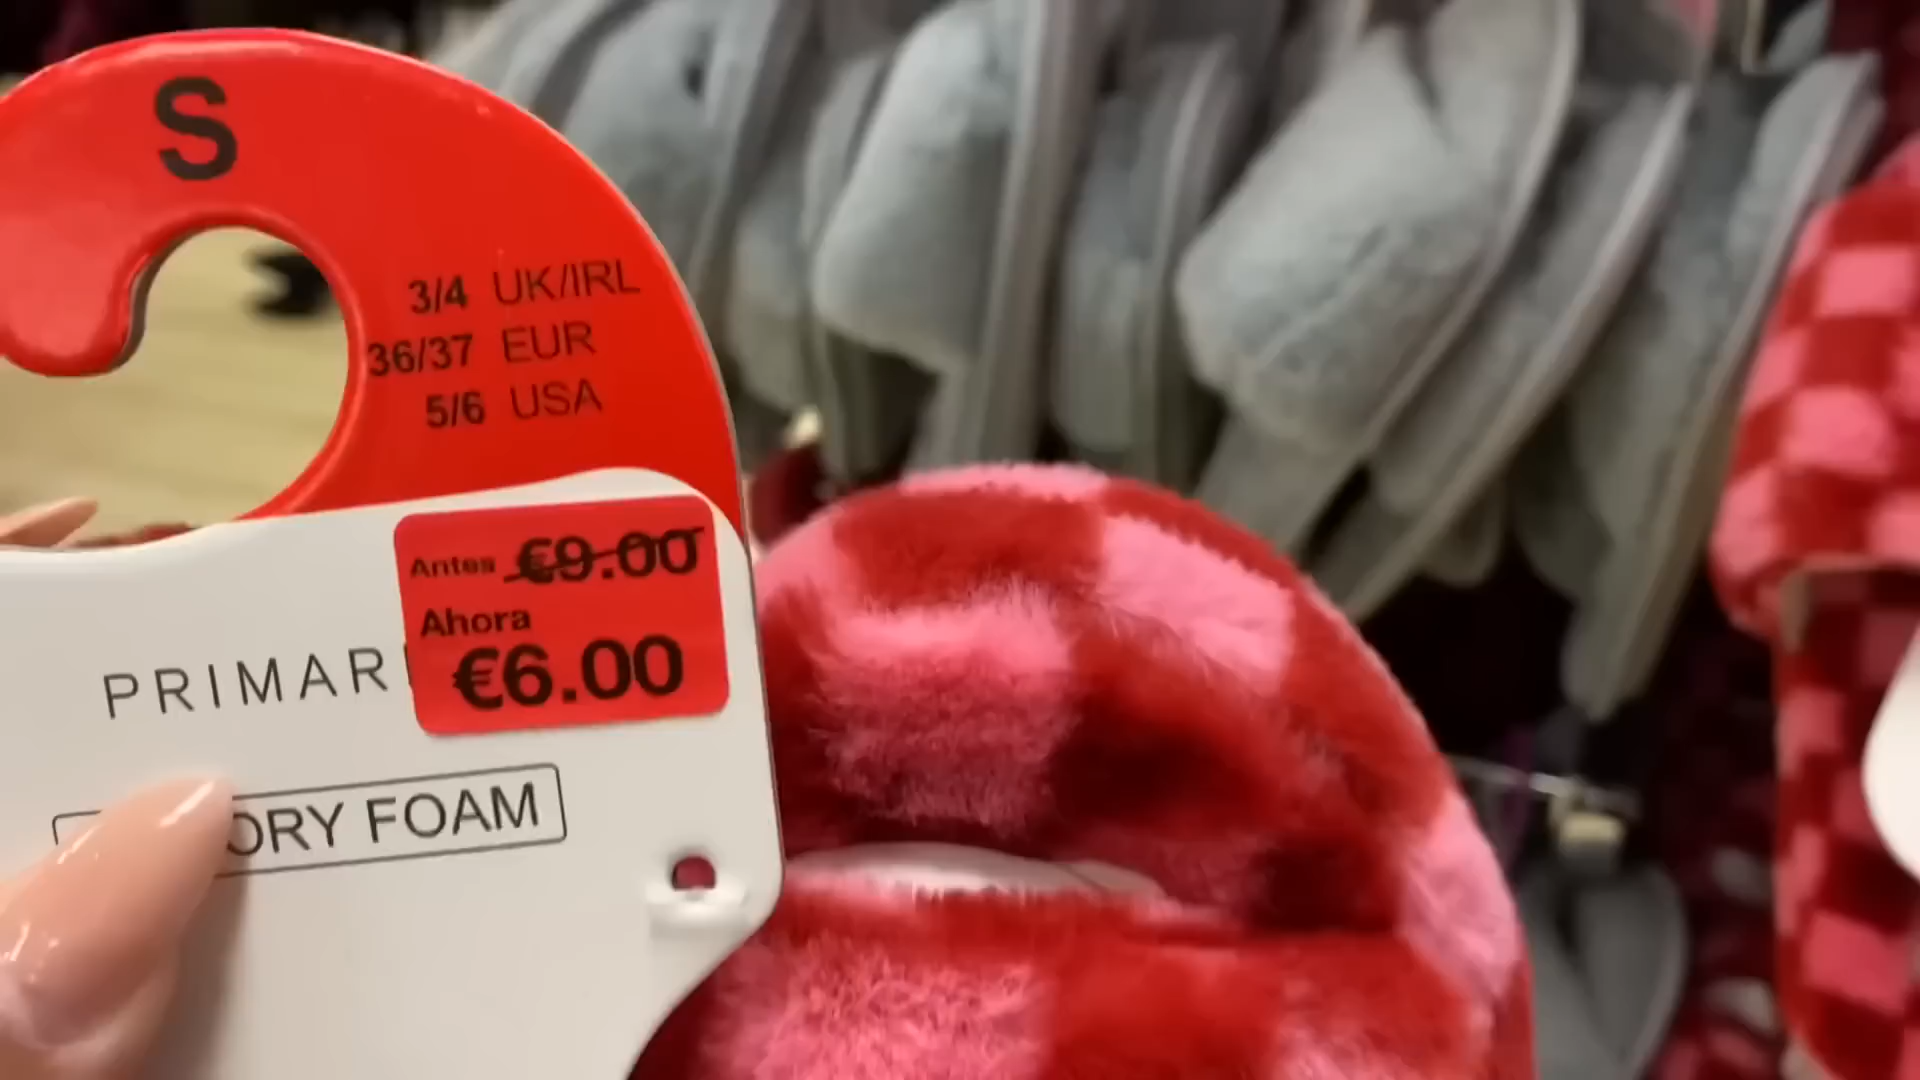 S
3/4 UK/IRL
36/37 EUR
5/6 USA
Antes €9.00
Ahora
€6.00
PRIMAR
ORY FOAM